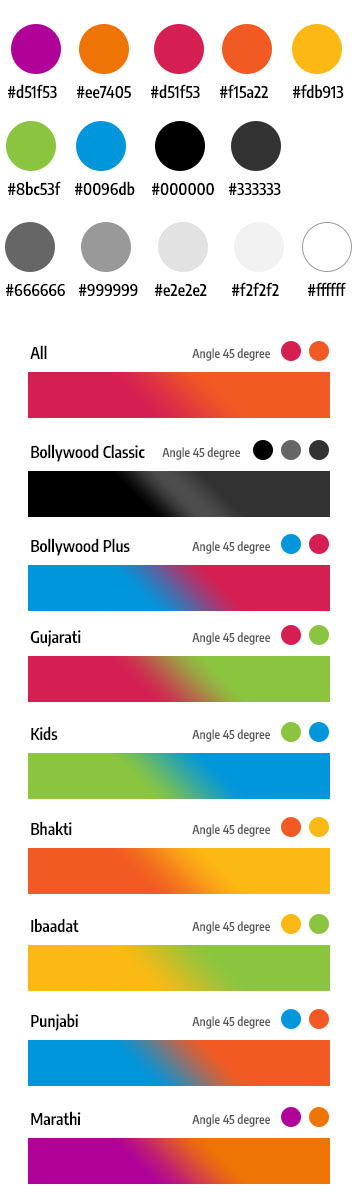 #d51f53 #ee7405 #d51f53 #f15a22 #fdb913
#8bc53f #0096db #000000 #333333
#666666 #999999 #e2e2e2 #f2f2f2 #ffffff
All Angle 45 degree
Bollywood Classic Angle 45 degree
Bollywood Plus Angle 45 degree
Gujarati Angle 45 degree
Kids Angle 45 degree
Bhakti Angle 45 degree
Ibaadat Angle 45 degree
Punjabi Angle 45 degree
Marathi Angle 45 degree